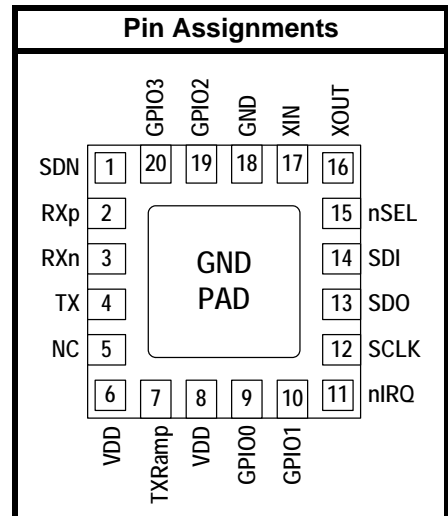 Pin Assignments
GPIO3
GPIO2
GND
XIN
XOUT
SDN 1 20 19 18 17 16
RXp 2 15 nSEL
RXn 3 14 SDI
GND
PAD
TX 4 13 SDO
NC 5 12 SCLK
6 7 8 9 10 11 nIRQ
VDD
TXRamp
VDD
GPIO0
GPIO1